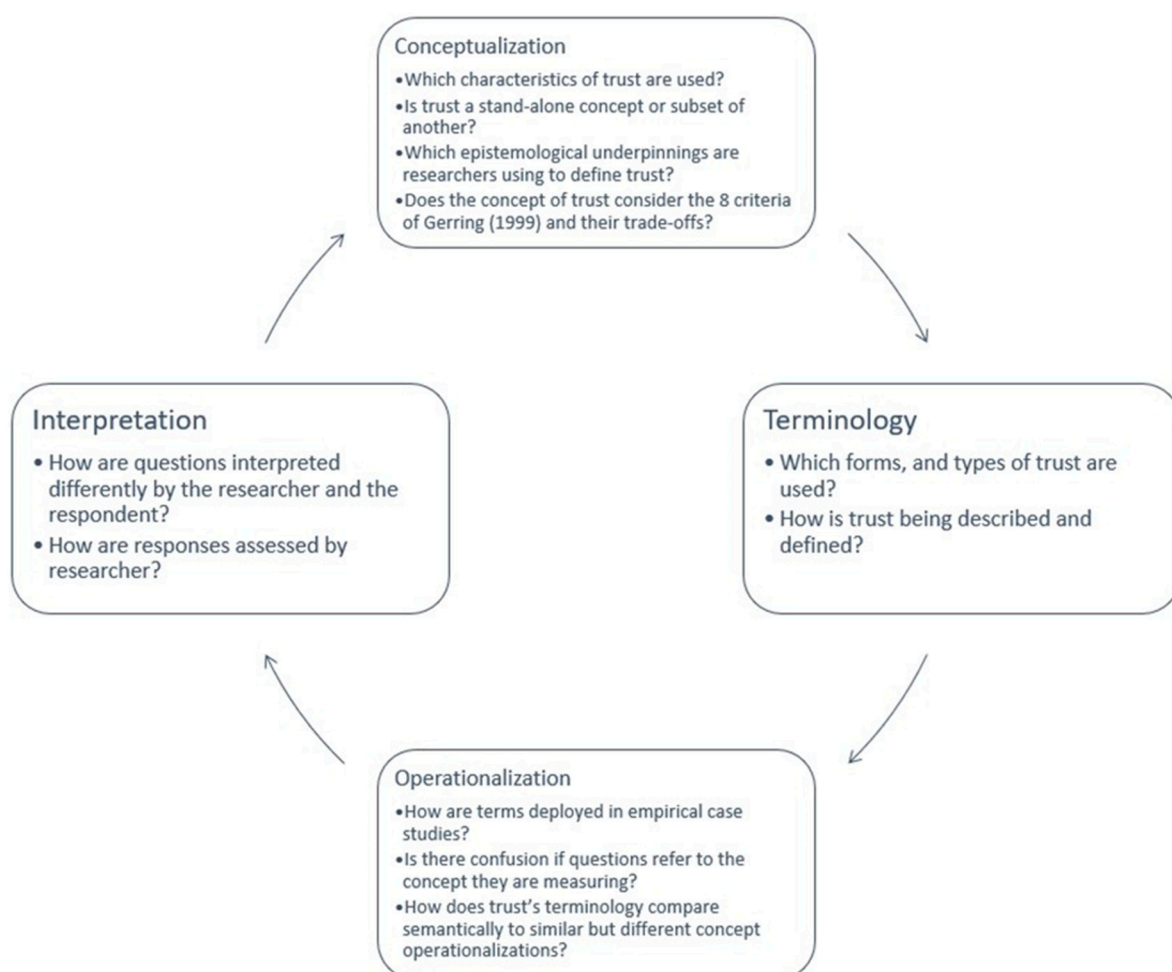 Conceptualization
•Which characteristics of trust are used?
•Is trust a stand-alone concept or subset of
another?
•Which epistemological underpinnings are
researchers using to define trust?
•Does the concept of trust consider the 8 criteria
of Gerring (1999) and their trade-offs?
Terminology
• Which forms, and types of trust are
used?
• How is trust being described and
defined?
Operationalization
•How are terms deployed in empirical case
studies?
•Is there confusion if questions refer to the
concept they are measuring?
•How does trust's terminology compare
semantically to similar but different concept
operationalizations?
Interpretation
• How are questions interpreted
differently by the researcher and the
respondent?
• How are responses assessed by
researcher?